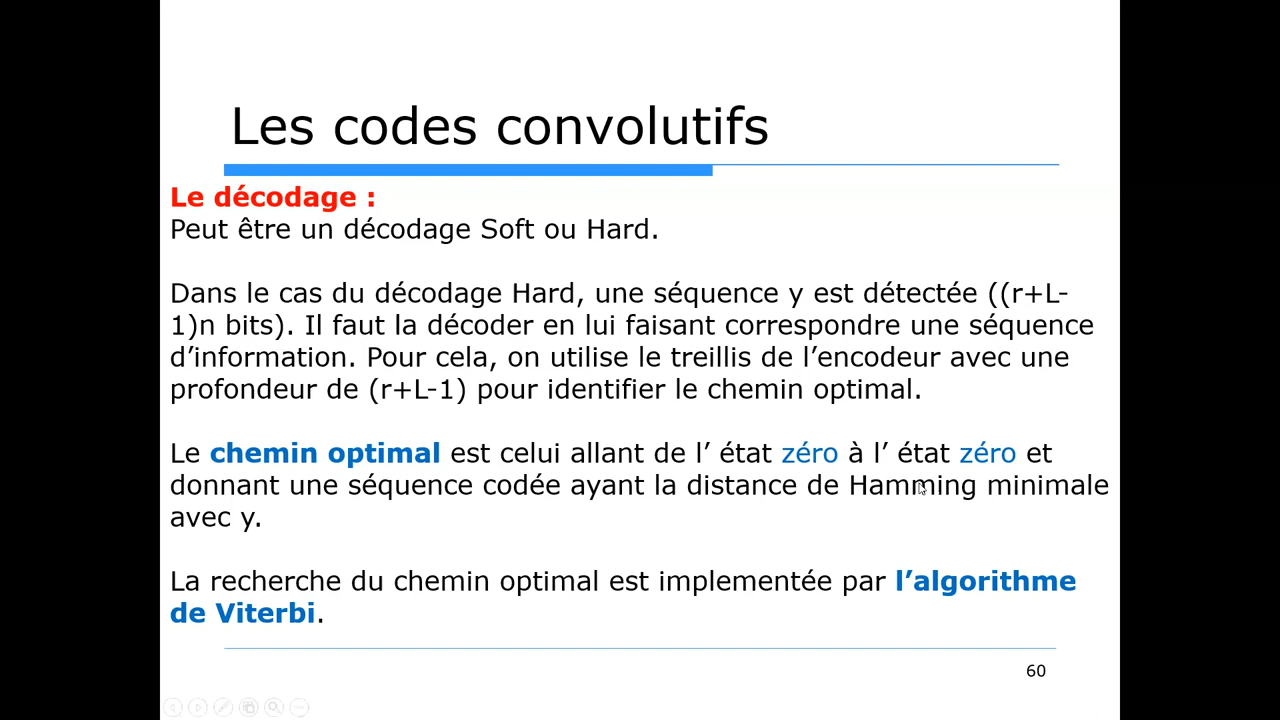 Les codes convolutifs
Le décodage :
Peut être un décodage Soft ou Hard.
Dans le cas du décodage Hard, une séquence y est détectée ((r+L-
1)n bits). Il faut la décoder en lui faisant correspondre une séquence
d’information. Pour cela, on utilise le treillis de l’encodeur avec une
profondeur de (r+L-1) pour identifier le chemin optimal.
Le chemin optimal est celui allant de l’ état zéro à l’ état zéro et
donnant une séquence codée ayant la distance de Hamming minimale
avec y.
La recherche du chemin optimal est implementée par l’algorithme
de Viterbi.
60